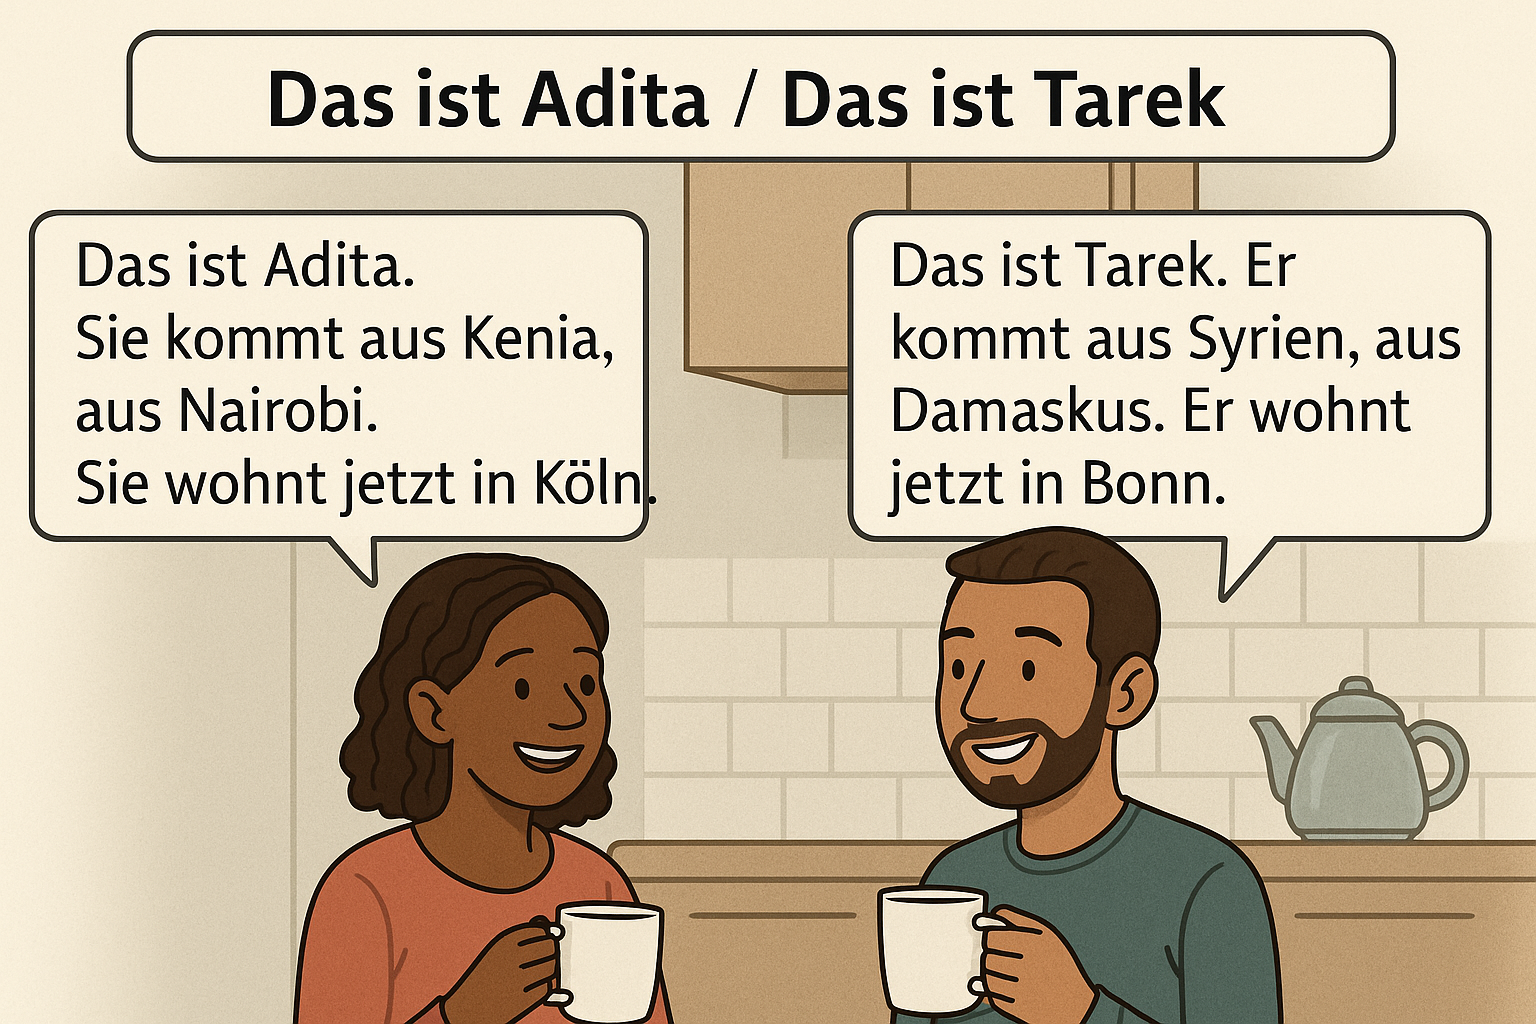 Das ist Adita / Das ist Tarek
Das ist Adita.
Sie kommt aus Kenia,
aus Nairobi.
Sie wohnt jetzt in Köln.
Das ist Tarek. Er
kommt aus Syrien, aus
Damaskus. Er wohnt
jetzt in Bonn.